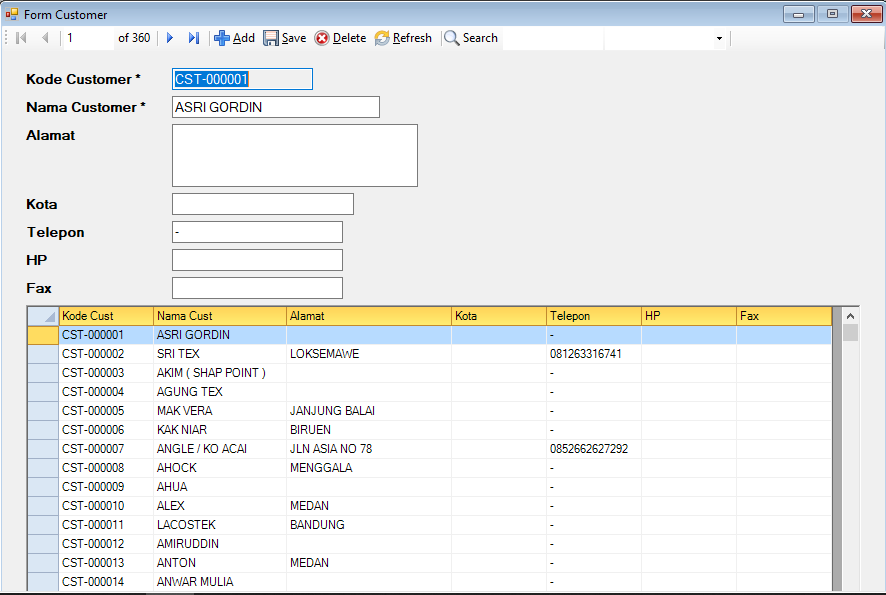 Form Customer
1 of 360 Add Save Delete Refresh Search
Kode Customer * CST-000001
Nama Customer * ASRI GORDIN
Alamat
Kota
Telepon -
HP
Fax
Kode Cust Nama Cust Alamat Kota Telepon HP Fax
CST-000001 ASRI GORDIN -
CST-000002 SRI TEX LOKSEMAWE 081263316741
CST-000003 AKIM ( SHAP POINT ) -
CST-000004 AGUNG TEX -
CST-000005 MAK VERA JANJUNG BALAI -
CST-000006 KAK NIAR BIRUEN -
CST-000007 ANGLE / KO ACAI JLN ASIA NO 78 0852662627292
CST-000008 AHOCK MENGGALA -
CST-000009 AHUA -
CST-000010 ALEX MEDAN -
CST-000011 LACOSTEK BANDUNG -
CST-000012 AMIRUDDIN -
CST-000013 ANTON MEDAN -
CST-000014 ANWAR MULIA -